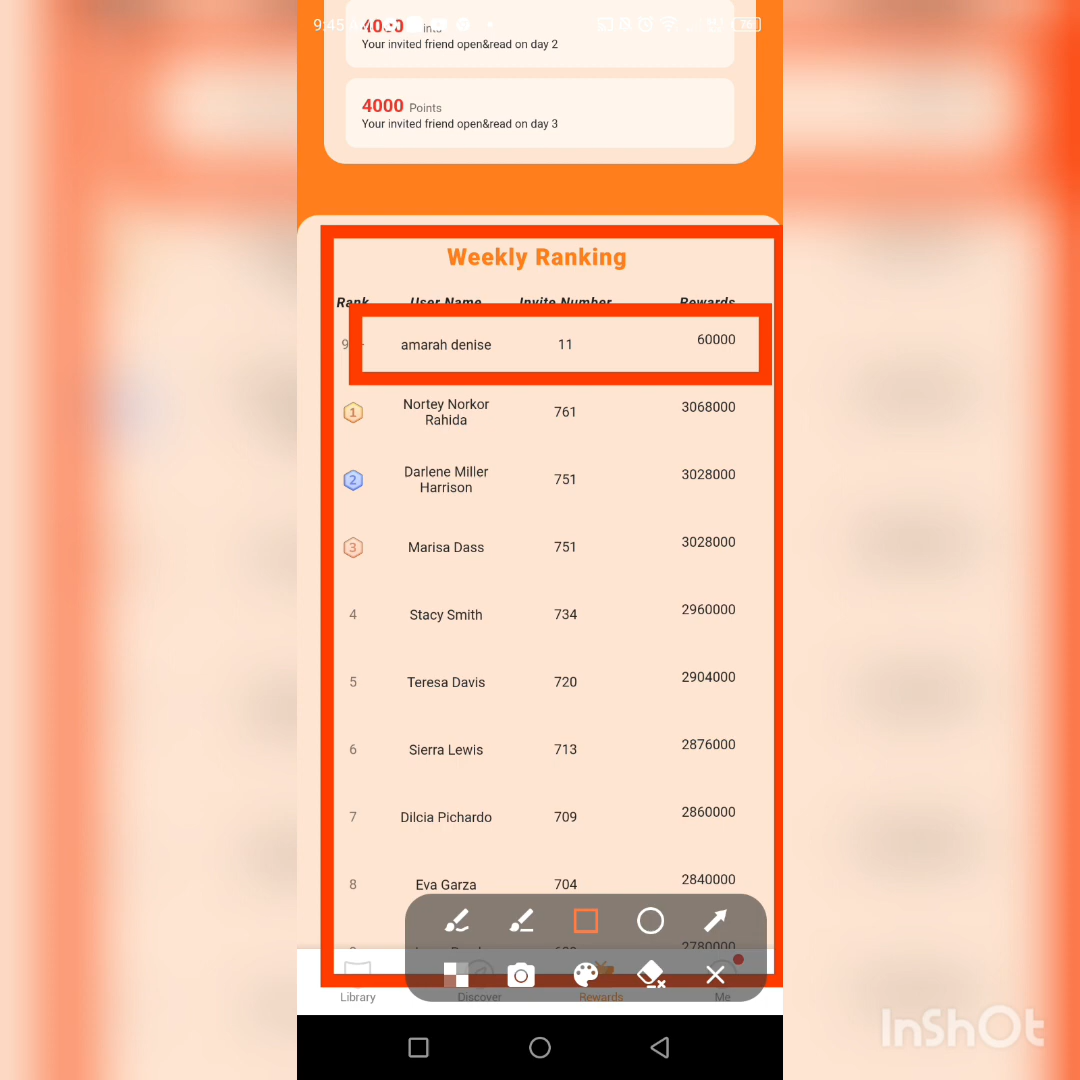 9:45
4000 Points
Your invited friend open&read on day 2
4000 Points
Your invited friend open&read on day 3
Weekly Ranking
Rank User Name Invite Number Rewards
amarah denise 11 60000
1 Nortey Norkor Rahida 761 3068000
2 Darlene Miller Harrison 751 3028000
3 Marisa Dass 751 3028000
4 Stacy Smith 734 2960000
5 Teresa Davis 720 2904000
6 Sierra Lewis 713 2876000
7 Dilcia Pichardo 709 2860000
8 Eva Garza 704 2840000
2780000
Library Discover Rewards Me
InShOt